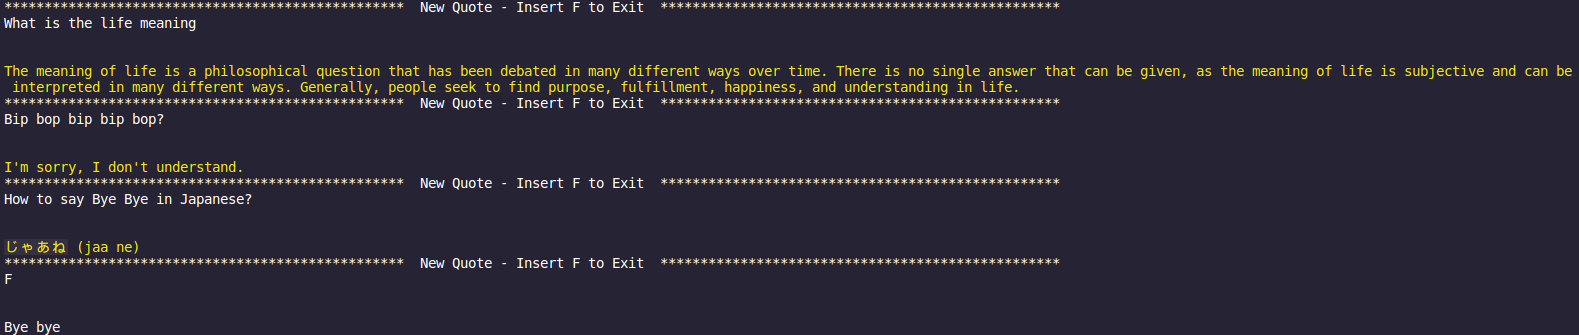 ************************************************** New Quote - Insert F to Exit **************************************************
What is the life meaning
The meaning of life is a philosophical question that has been debated in many different ways over time. There is no single answer that can be given, as the meaning of life is subjective and can be
interpreted in many different ways. Generally, people seek to find purpose, fulfillment, happiness, and understanding in life.
************************************************** New Quote - Insert F to Exit **************************************************
Bip bop bip bip bop?
I'm sorry, I don't understand.
************************************************** New Quote - Insert F to Exit **************************************************
How to say Bye Bye in Japanese?
じゃあね (jaa ne)
************************************************** New Quote - Insert F to Exit **************************************************
F
Bye bye